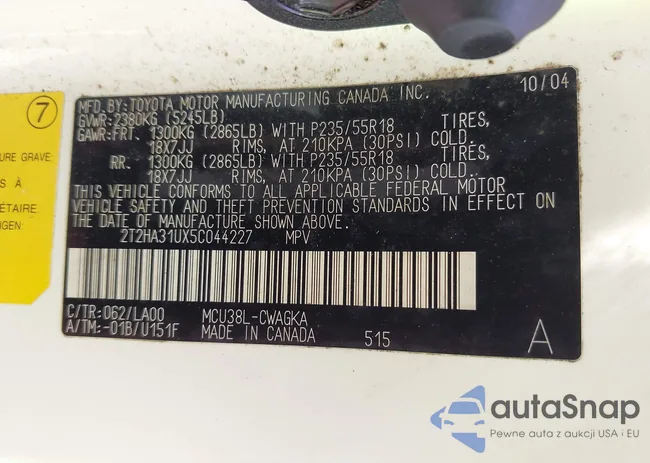 7
URE GRAVE
S À
ÉTAIRE
GEN.
MFD. BY: TOYOTA MOTOR MANUFACTURING CANADA INC. 10/04
GVWR: 2380KG (5245LB)
GAWR: FRT. 1300KG (2865LB) WITH P235/55R18 TIRES,
18X7JJ RIMS, AT 210KPA (30PSI) COLD.
RR. 1300KG (2865LB) WITH P235/55R18 TIRES,
18X7JJ RIMS, AT 210KPA (30PSI) COLD.
THIS VEHICLE CONFORMS TO ALL APPLICABLE FEDERAL MOTOR
VEHICLE SAFETY AND THEFT PREVENTION STANDARDS IN EFFECT ON
THE DATE OF MANUFACTURE SHOWN ABOVE.
2T2HA31UX5C044227 MPV
C/TR: 062/LA00 MCU38L-CWAGKA
A/TM: -01B/U151F MADE IN CANADA 515 A
autaSnap
Pewne auta z aukcji USA i EU